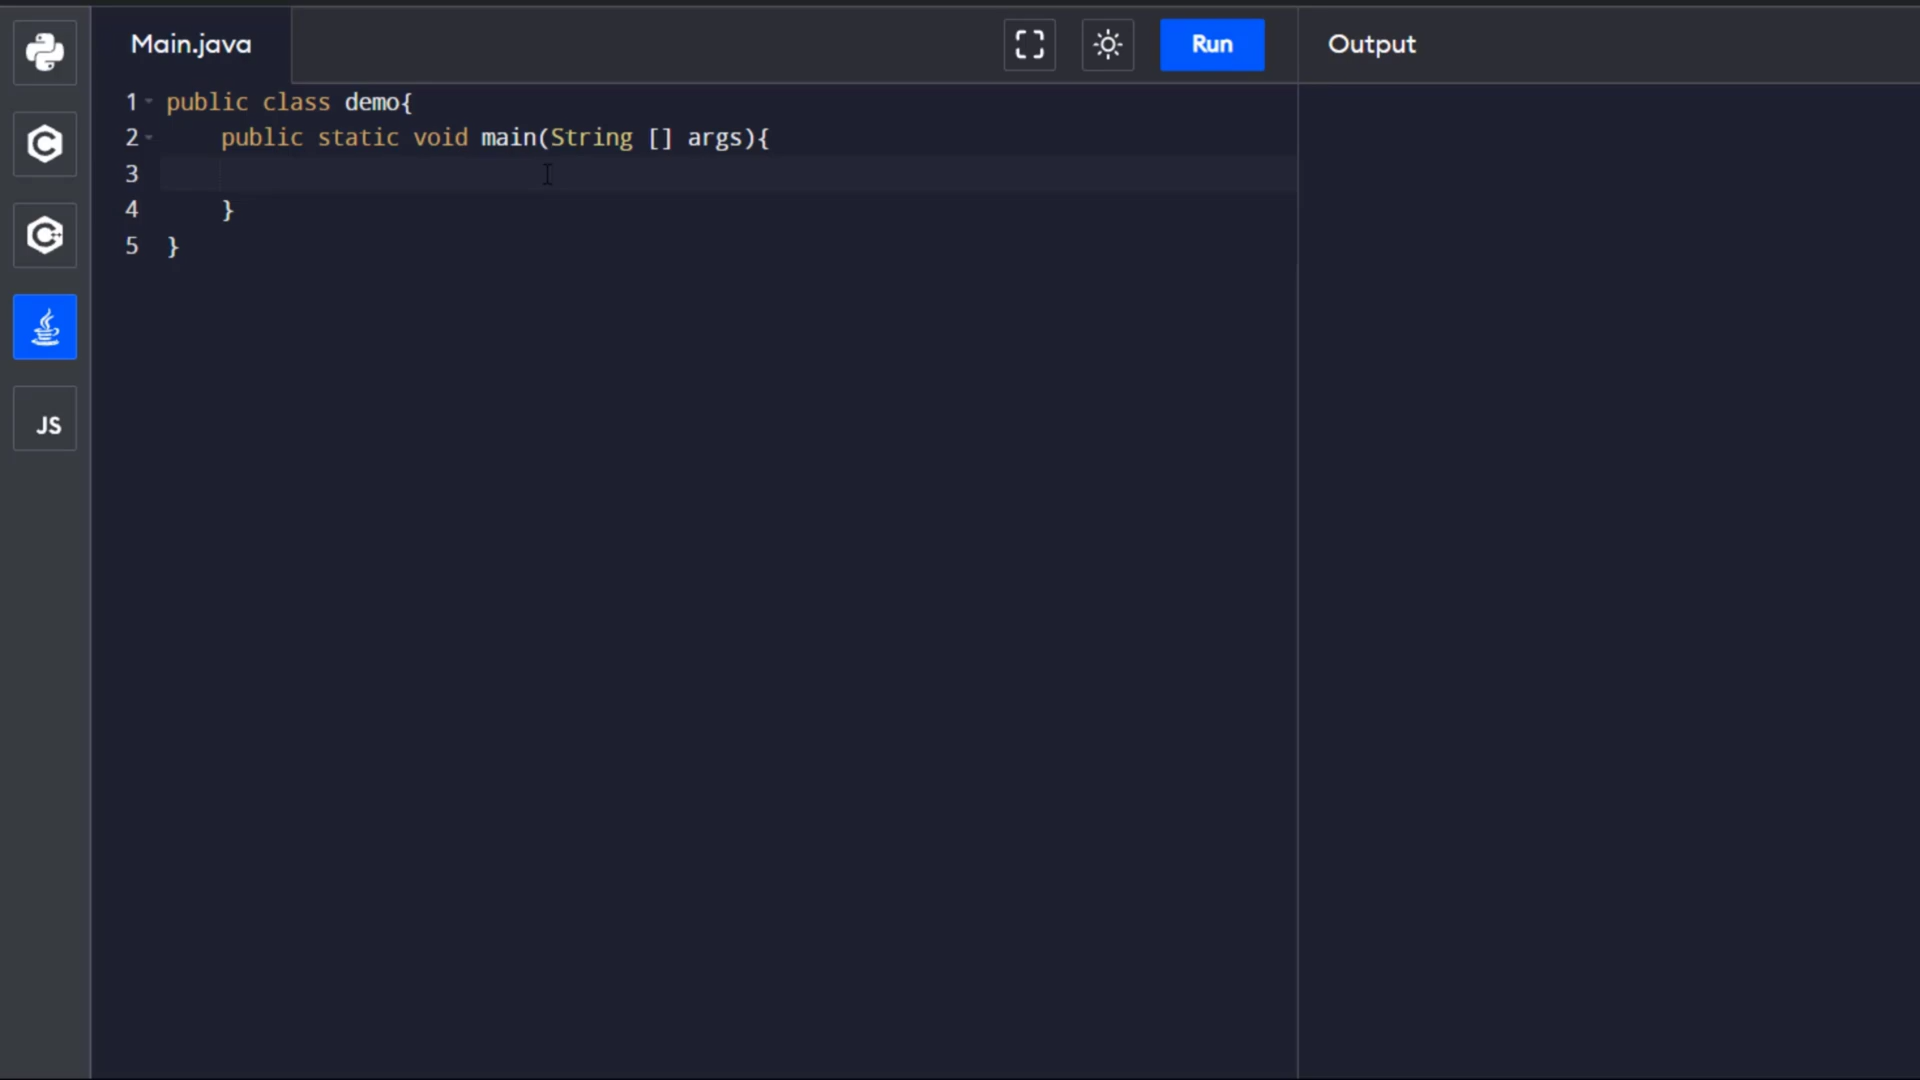 Main.java
Run
Output
1 public class demo{
2 public static void main(String [] args){
3
4 }
5 }
JS